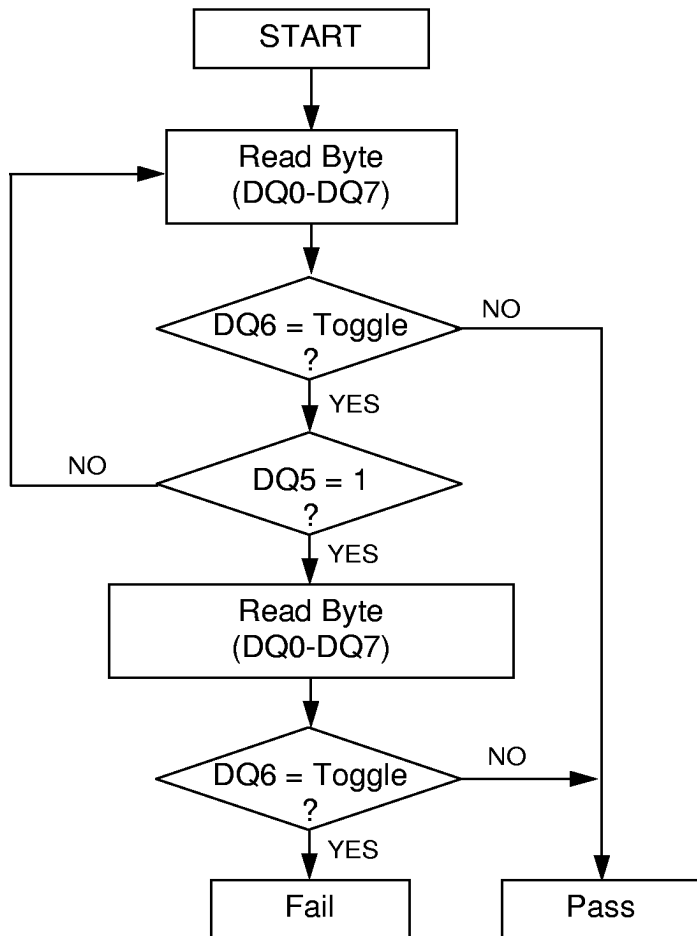 START
Read Byte
(DQ0-DQ7)
DQ6 = Toggle
?
NO
YES
DQ5 = 1
?
NO
YES
Read Byte
(DQ0-DQ7)
DQ6 = Toggle
?
NO
YES
Fail
Pass